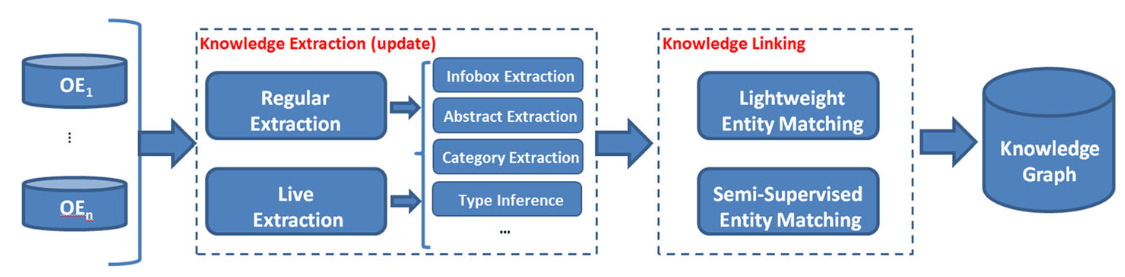 OE1
...
OEn
Knowledge Extraction (update)
Regular
Extraction
Live
Extraction
Infobox Extraction
Abstract Extraction
Category Extraction
Type Inference
...
Knowledge Linking
Lightweight
Entity Matching
Semi-Supervised
Entity Matching
Knowledge
Graph